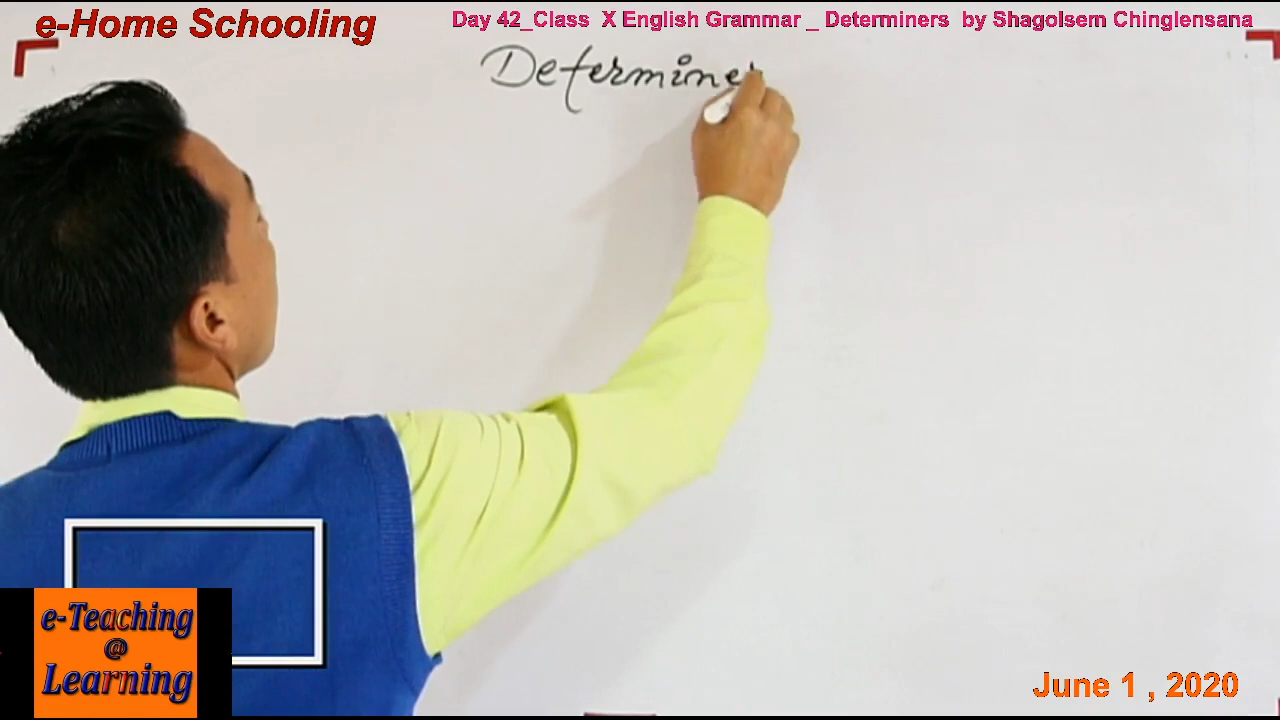 e-Home Schooling
Day 42_Class X English Grammar _ Determiners by Shagolsem Chinglensana
Determiner
e-Teaching
@
Learning
June 1 , 2020